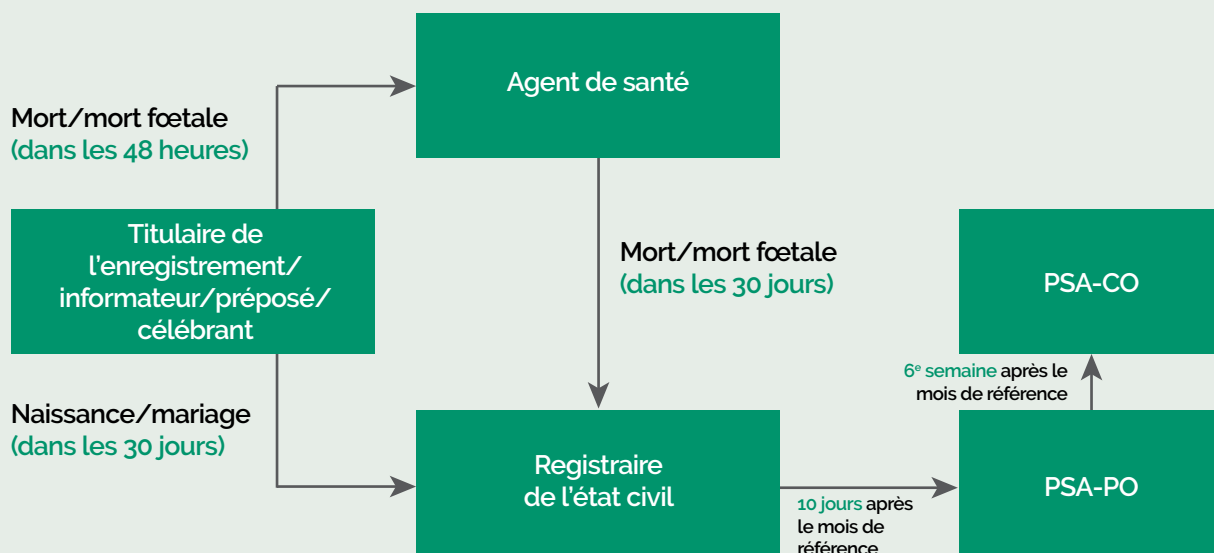 Agent de santé
Mort/mort fœtale
(dans les 48 heures)
Titulaire de
l’enregistrement/
informateur/préposé/
célébrant
Mort/mort fœtale
(dans les 30 jours)
PSA-CO
6e semaine après le
mois de référence
Naissance/mariage
(dans les 30 jours)
Registraire
de l’état civil
10 jours après
le mois de
référence
PSA-PO